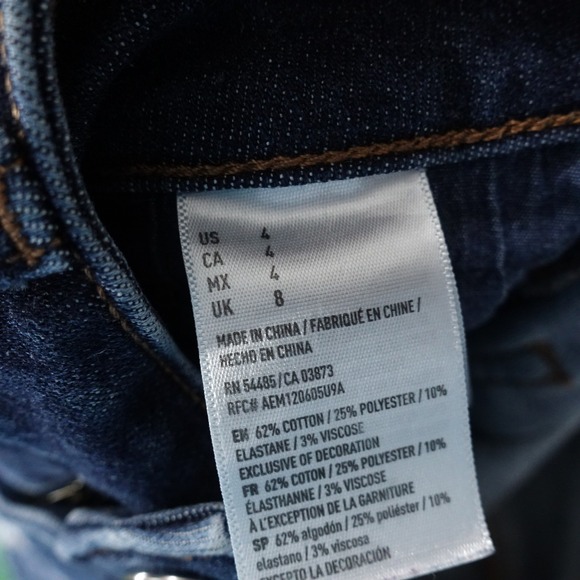 US 4
CA 4
MX 4
UK 8
MADE IN CHINA / FABRIQUÉ EN CHINE /
HECHO EN CHINA
RN 54485 / CA 03873
RFC# AEM120605U9A
EN 62% COTTON / 25% POLYESTER / 10%
ELASTANE / 3% VISCOSE
EXCLUSIVE OF DECORATION
FR 62% COTON / 25% POLYESTER / 10%
ÉLASTHANNE / 3% VISCOSE
À L'EXCEPTION DE LA GARNITURE
SP 62% algodón / 25% poliéster / 10%
elastano / 3% viscosa
EXCEPTO LA DECORACIÓN